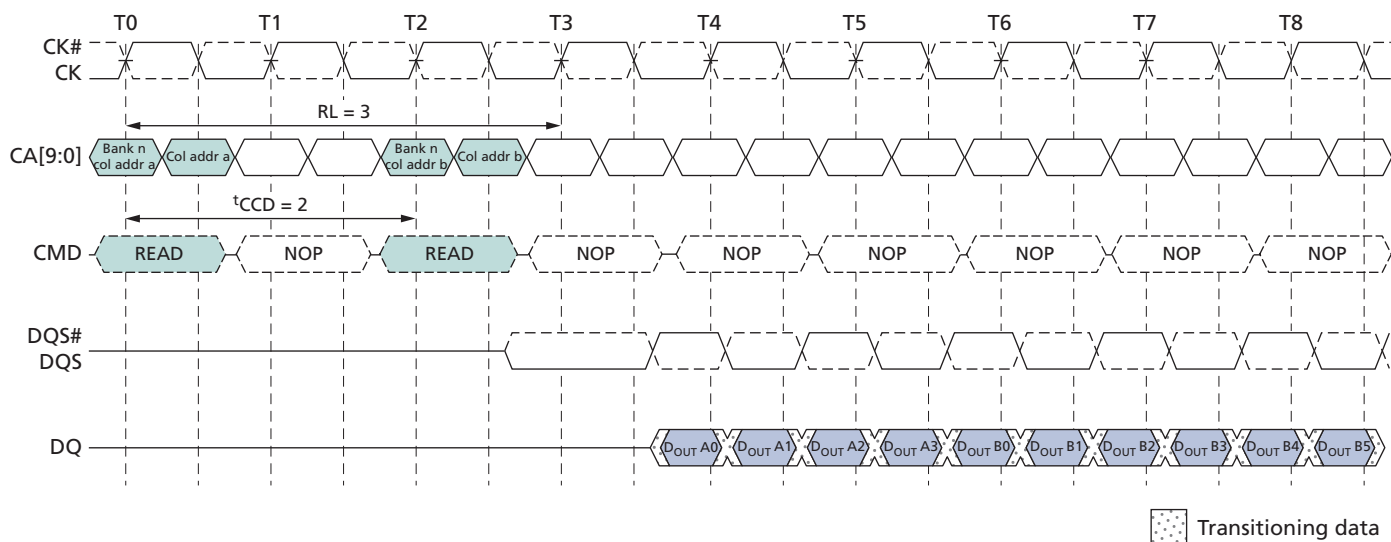 T0 T1 T2 T3 T4 T5 T6 T7 T8
CK#
CK
RL = 3
CA[9:0]
Bank n
col addr a
Col addr a
Bank n
col addr b
Col addr b
tCCD = 2
CMD READ NOP READ NOP NOP NOP NOP NOP NOP
DQS#
DQS
DQ DOUT A0 DOUT A1 DOUT A2 DOUT A3 DOUT B0 DOUT B1 DOUT B2 DOUT B3 DOUT B4 DOUT B5
Transitioning data